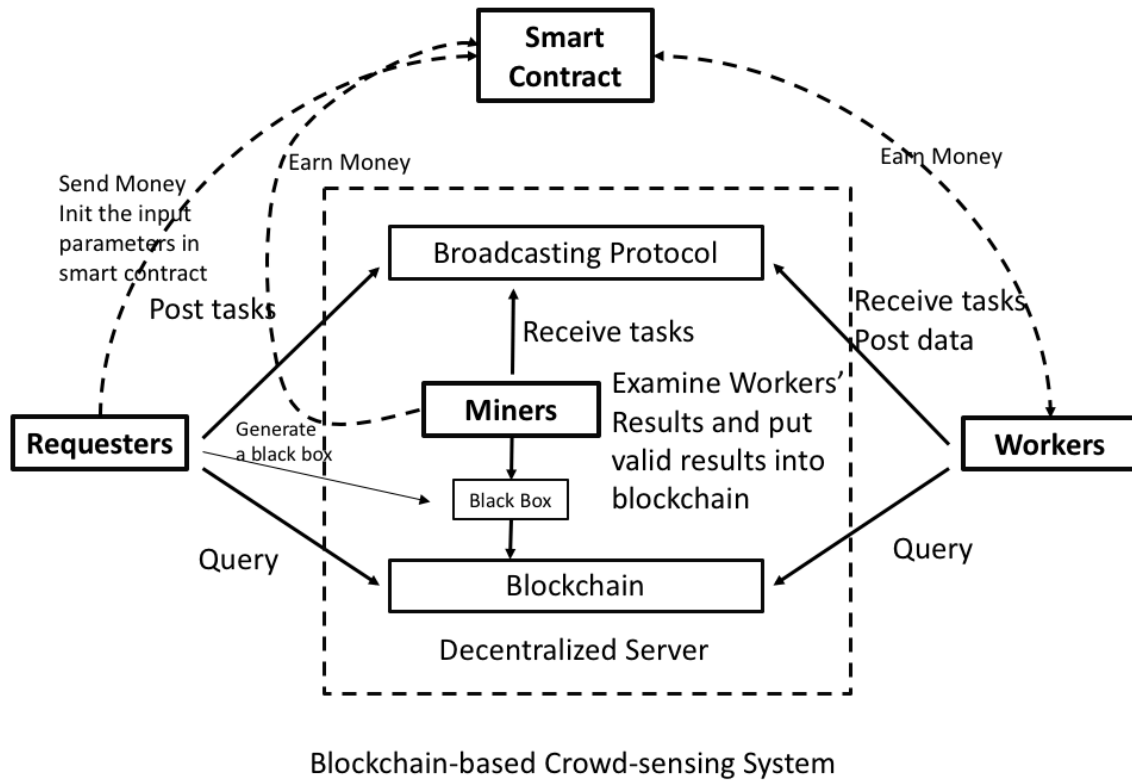 Smart
Contract
Earn Money
Earn Money
Send Money
Init the input
parameters in
smart contract
Broadcasting Protocol
Post tasks
Receive tasks
Post data
Receive tasks
Miners
Examine Workers'
Results and put
valid results into
blockchain
Requesters
Generate
a black box
Workers
Black Box
Query
Query
Blockchain
Decentralized Server
Blockchain-based Crowd-sensing System